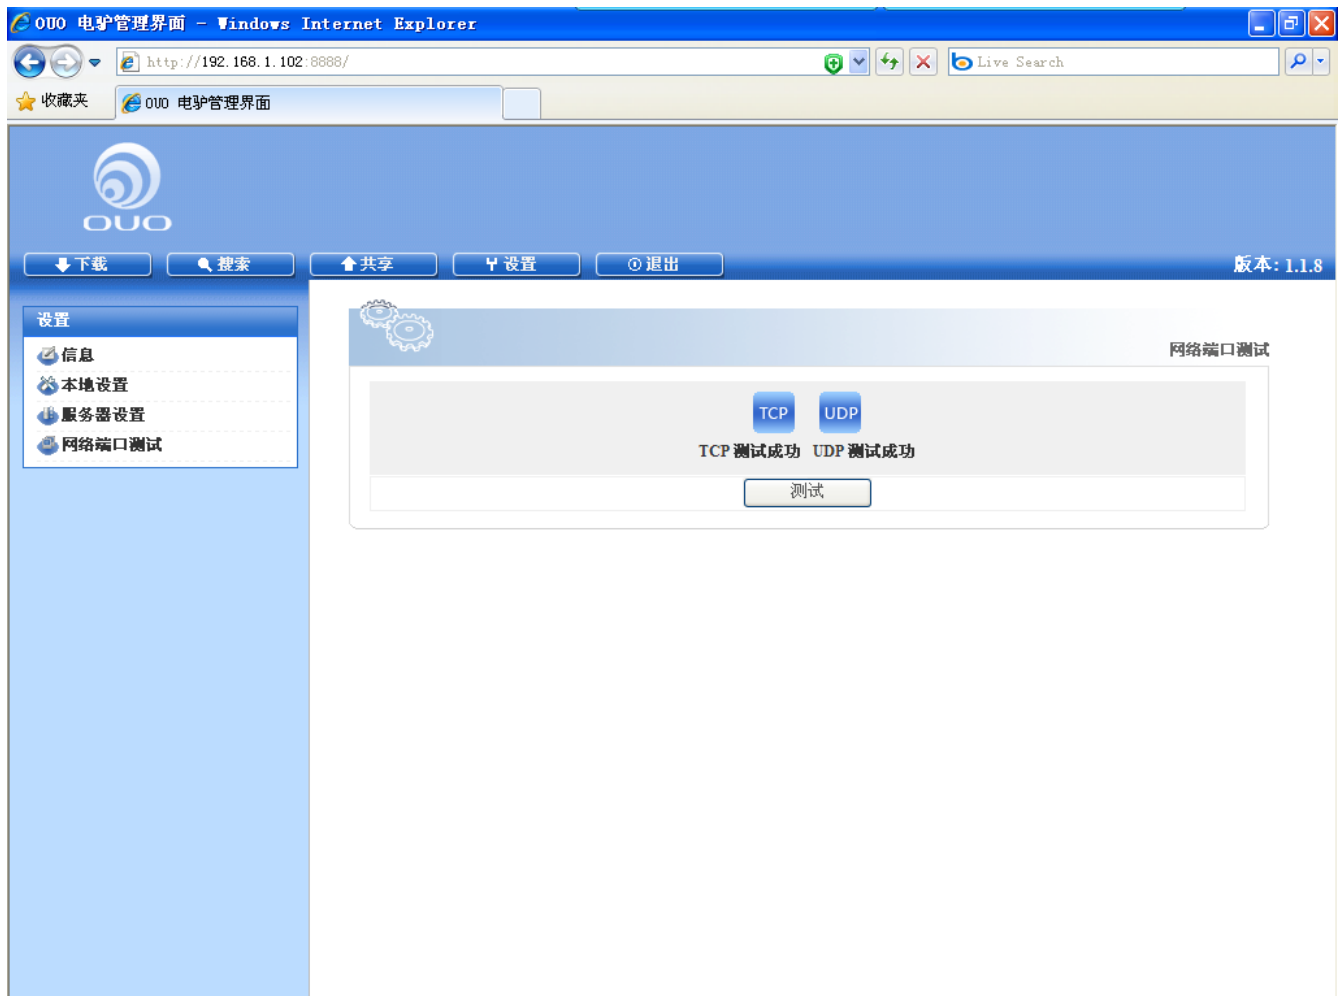 OUO 电驴管理界面 - Windows Internet Explorer
http://192.168.1.102:8888/
Live Search
收藏夹
OUO 电驴管理界面
OUO
下载
搜索
共享
设置
退出
版本: 1.1.8
设置
信息
本地设置
服务器设置
网络端口测试
网络端口测试
TCP
UDP
TCP 测试成功
UDP 测试成功
测试